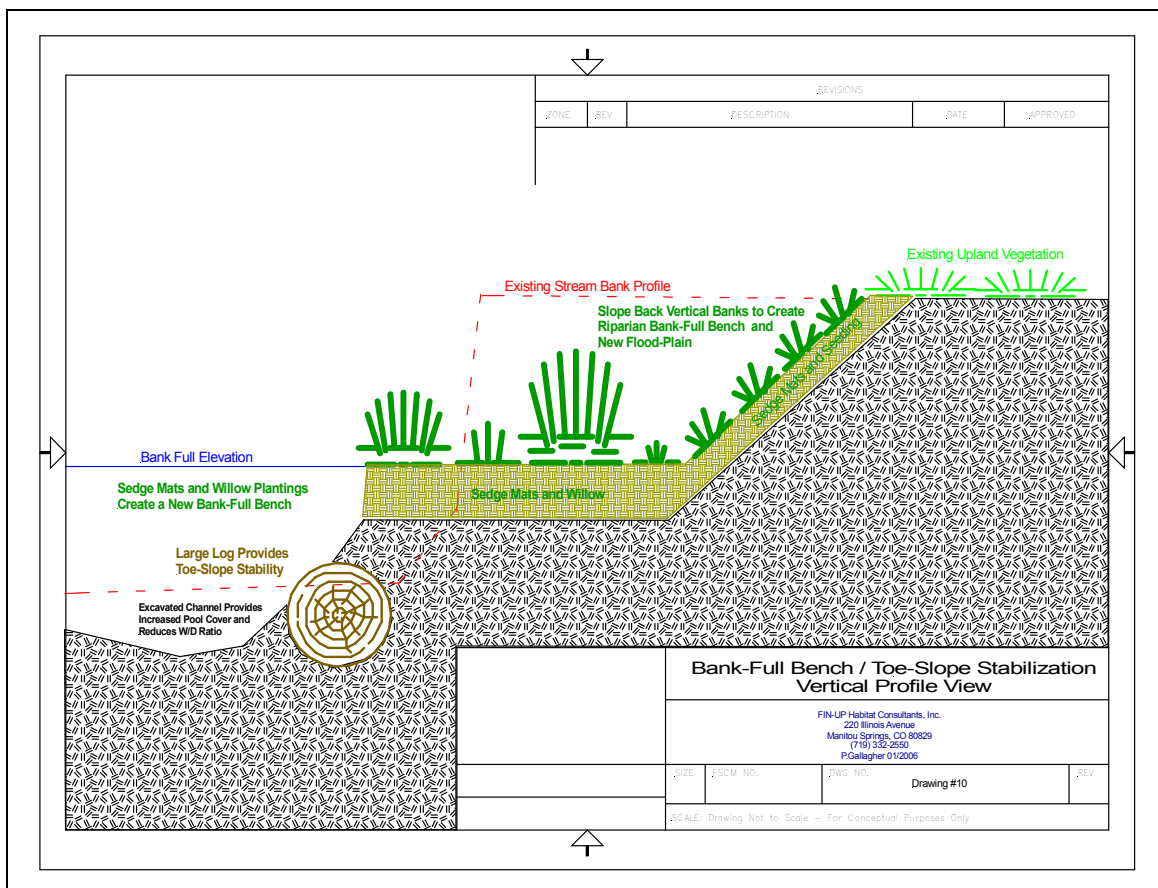 REVISIONS
ZONE REV DESCRIPTION DATE APPROVED
Existing Upland Vegetation
Existing Stream Bank Profile
Slope Back Vertical Banks to Create
Riparian Bank-Full Bench and
New Flood-Plain
Sedge Mats and Seeding
Bank Full Elevation
Sedge Mats and Willow Plantings
Create a New Bank-Full Bench
Sedge Mats and Willow
Large Log Provides
Toe-Slope Stability
Excavated Channel Provides
Increased Pool Cover and
Reduces W/D Ratio
Bank-Full Bench / Toe-Slope Stabilization
Vertical Profile View
FIN-UP Habitat Consultants, Inc.
220 Illinois Avenue
Manitou Springs, CO 80829
(719) 332-2550
P.Gallagher 01/2006
SIZE FSCM NO. DWG NO. REV
Drawing #10
SCALE: Drawing Not to Scale - For Conceptual Purposes Only